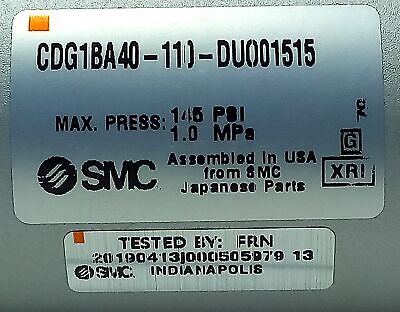 CDG1BA40-110-DU001515
MAX. PRESS: 145 PSI
1.0 MPa
SMC
Assembled in USA
from SMC
Japanese Parts
G
XRI
TESTED BY: FRN
20190413j000505979 13
SMC INDIANAPOLIS